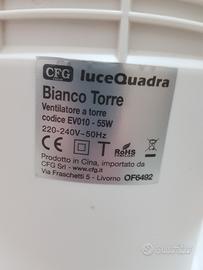 CFG luceQuadra
Bianco Torre
Ventilatore a torre
codice EV010 - 55W
220-240V~50Hz
CE T RoHS
Prodotto in Cina, importato da
CFG Srl - www.cfg.it
Via Fraschetti 5 - Livorno OF6492
subito